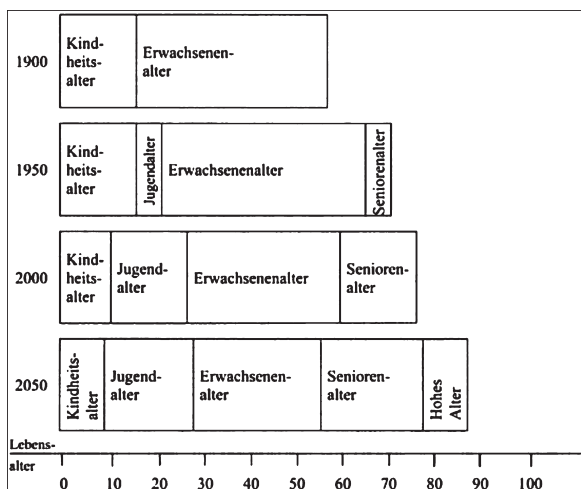 1900
Kind-
heits-
alter
Erwachsenen-
alter
1950
Kind-
heits-
alter
Jugendalter
Erwachsenenalter
Seniorenalter
2000
Kind-
heits-
alter
Jugend-
alter
Erwachsenenalter
Senioren-
alter
2050
Kindheits-
alter
Jugend-
alter
Erwachsenen-
alter
Senioren-
alter
Hohes
Alter
Lebens-
alter
0 10 20 30 40 50 60 70 80 90 100